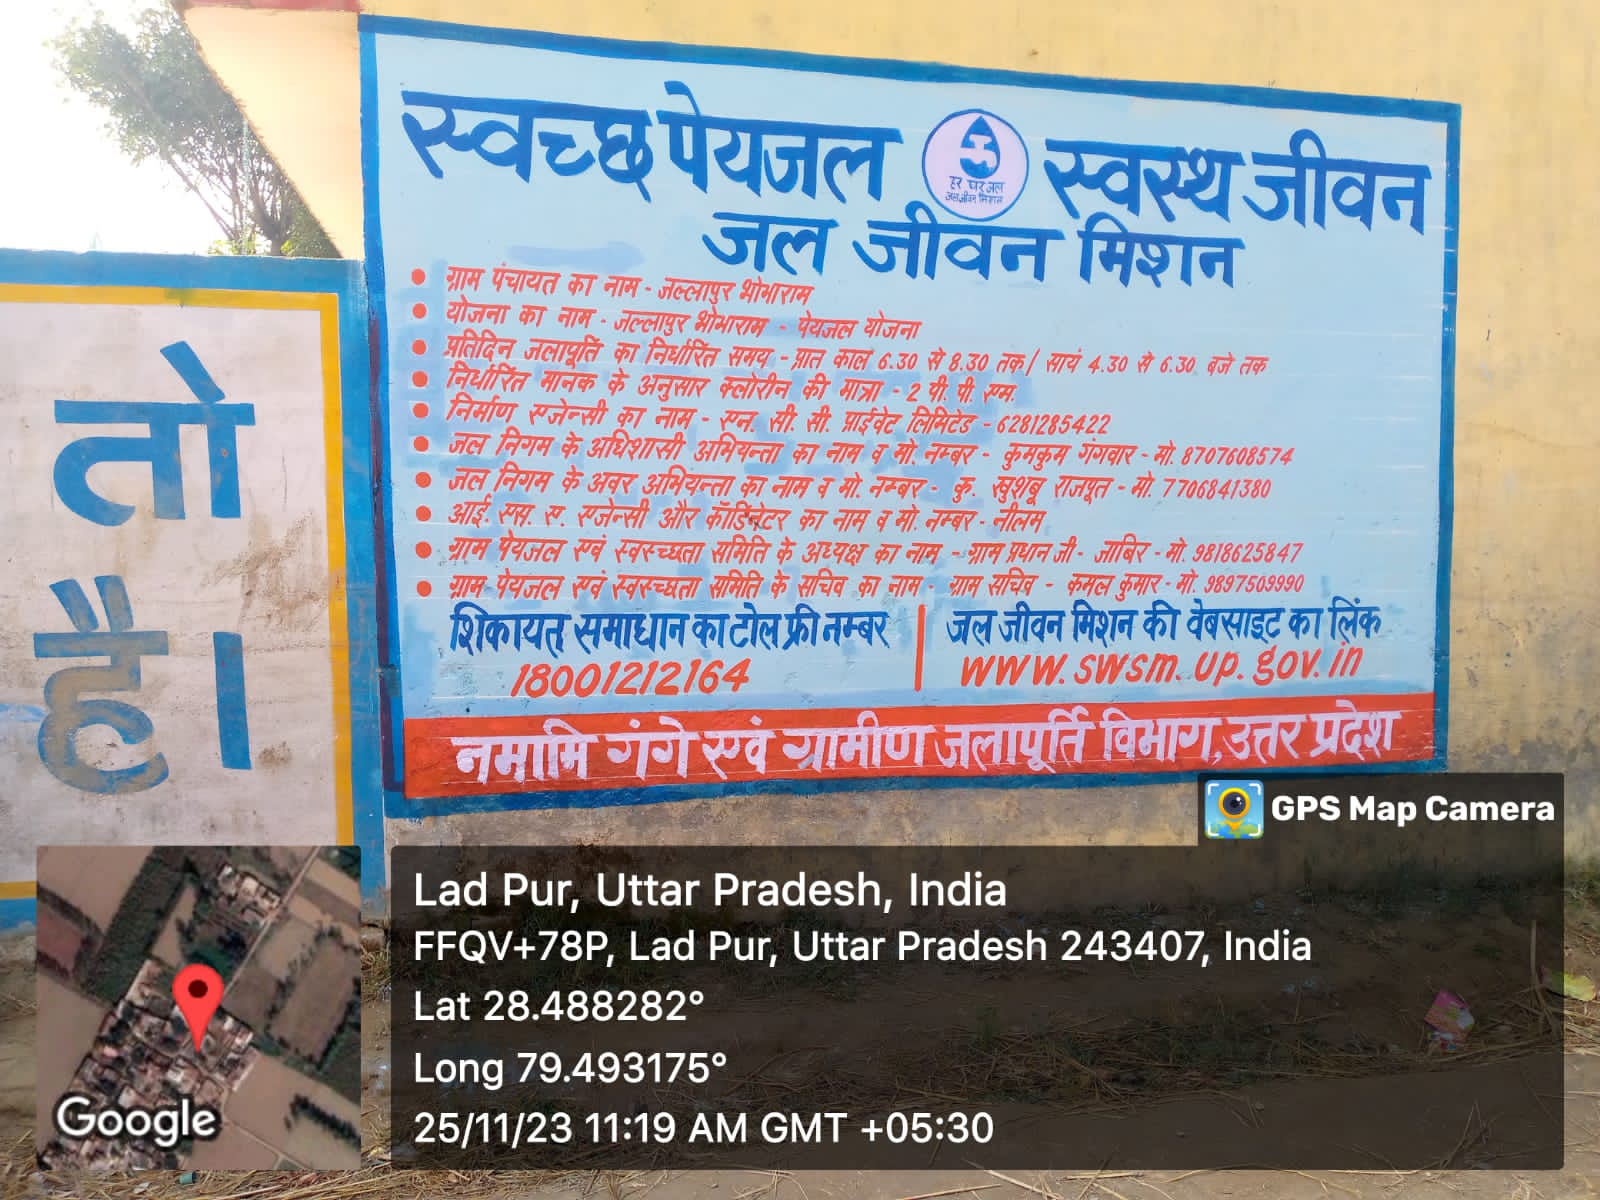 स्वच्छ पेयजल स्वस्थ जीवन
हर घर जल
जल जीवन मिशन
जल जीवन मिशन
• ग्राम पंचायत का नाम - जल्लापुर भोभाराम
• योजना का नाम - जल्लापुर भोभाराम - पेयजल योजना
• प्रतिदिन जलापूर्ति का निर्धारित समय - प्रात काल 6.30 से 8.30 तक / सायं 4.30 से 6.30 बजे तक
• निर्धारित मानक के अनुसार क्लोरीन की मात्रा - 2 पी. पी. एम.
• निर्माण एजेन्सी का नाम - एन. सी. सी. प्राईवेट लिमिटेड - 6281285422
• जल निगम के अधिशासी अभियन्ता का नाम व मो. नम्बर - कुमकुम गंगवार - मो. 8707608574
• जल निगम के अवर अभियन्ता का नाम व मो. नम्बर - कु. खुशबू राजपूत - मो. 7706841380
• आई. एस. ए. एजेन्सी और कॉर्डिनेटर का नाम व मो. नम्बर - नीलम
• ग्राम पेयजल एवं स्वस्च्छता समिति के अध्यक्ष का नाम - ग्राम प्रधान जी - जाबिर - मो. 9818625847
• ग्राम पेयजल एवं स्वस्च्छता समिति के सचिव का नाम - ग्राम सचिव - कमल कुमार - मो. 9897509990
शिकायत समाधान का टोल फ्री नम्बर
18001212164
जल जीवन मिशन की वेबसाइट का लिंक
www.swsm.up.gov.in
नमामि गंगे एवं ग्रामीण जलापूर्ति विभाग, उत्तर प्रदेश
तो
है।
GPS Map Camera
Lad Pur, Uttar Pradesh, India
FFQV+78P, Lad Pur, Uttar Pradesh 243407, India
Lat 28.488282°
Long 79.493175°
25/11/23 11:19 AM GMT +05:30
Google